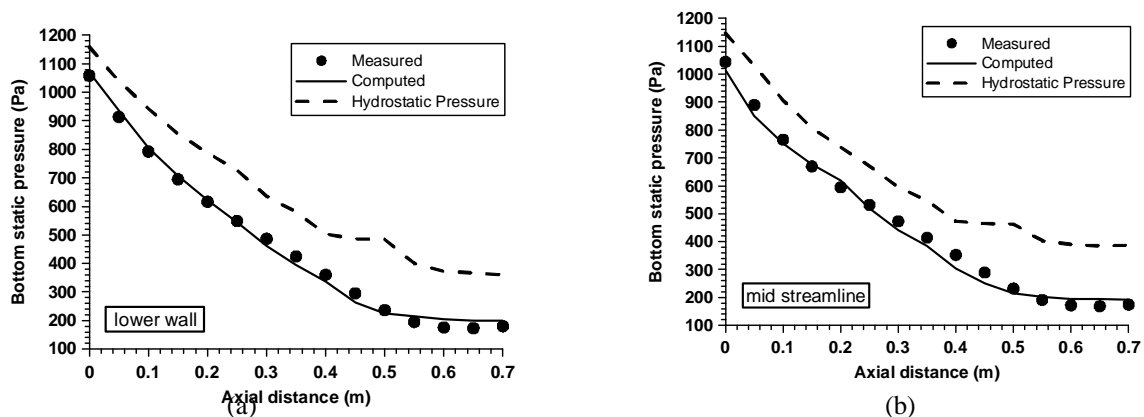 1200
1100
1000
900
800
700
600
500
400
300
200
100
Bottom static pressure (Pa)
Measured
Computed
Hydrostatic Pressure
lower wall
0 0.1 0.2 0.3 0.4 0.5 0.6 0.7
Axial distance (m)
(a)
1200
1100
1000
900
800
700
600
500
400
300
200
100
Bottom static pressure (Pa)
Measured
Computed
Hydrostatic Pressure
mid streamline
0 0.1 0.2 0.3 0.4 0.5 0.6 0.7
Axial distance (m)
(b)